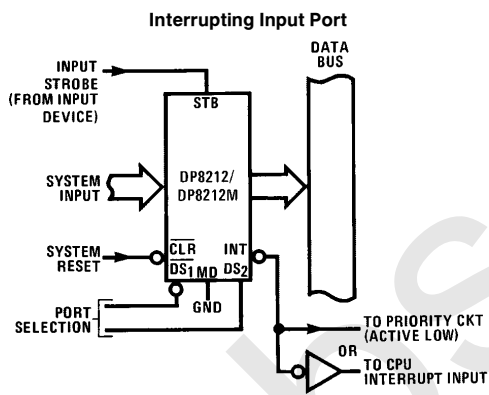 Interrupting Input Port
DATA
BUS
INPUT
STROBE
(FROM INPUT
DEVICE)
STB
DP8212/
DP8212M
SYSTEM
INPUT
SYSTEM
RESET
CLR
INT
DS1 MD DS2
GND
PORT
SELECTION
TO PRIORITY CKT
(ACTIVE LOW)
OR
TO CPU
INTERRUPT INPUT